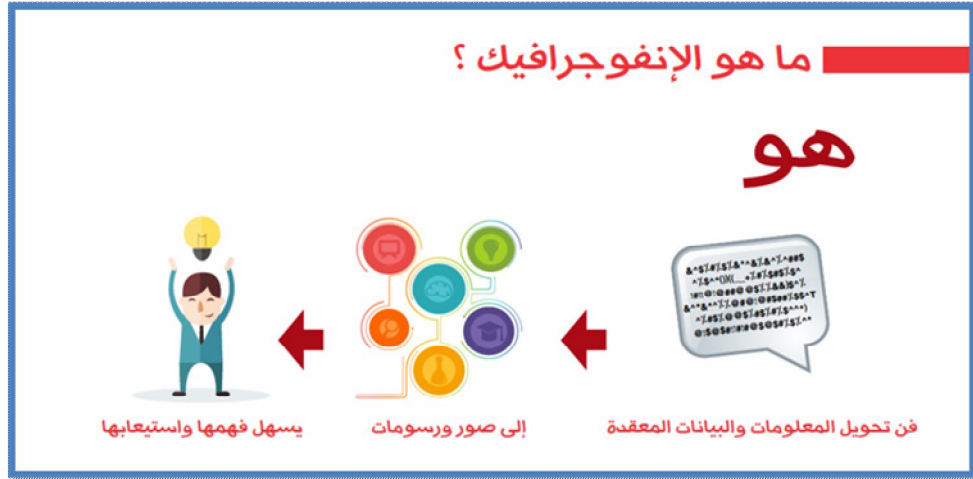 ما هو الإنفوجرافيك ؟
هو
فن تحويل المعلومات والبيانات المعقدة
إلى صور ورسومات
يسهل فهمها واستيعابها